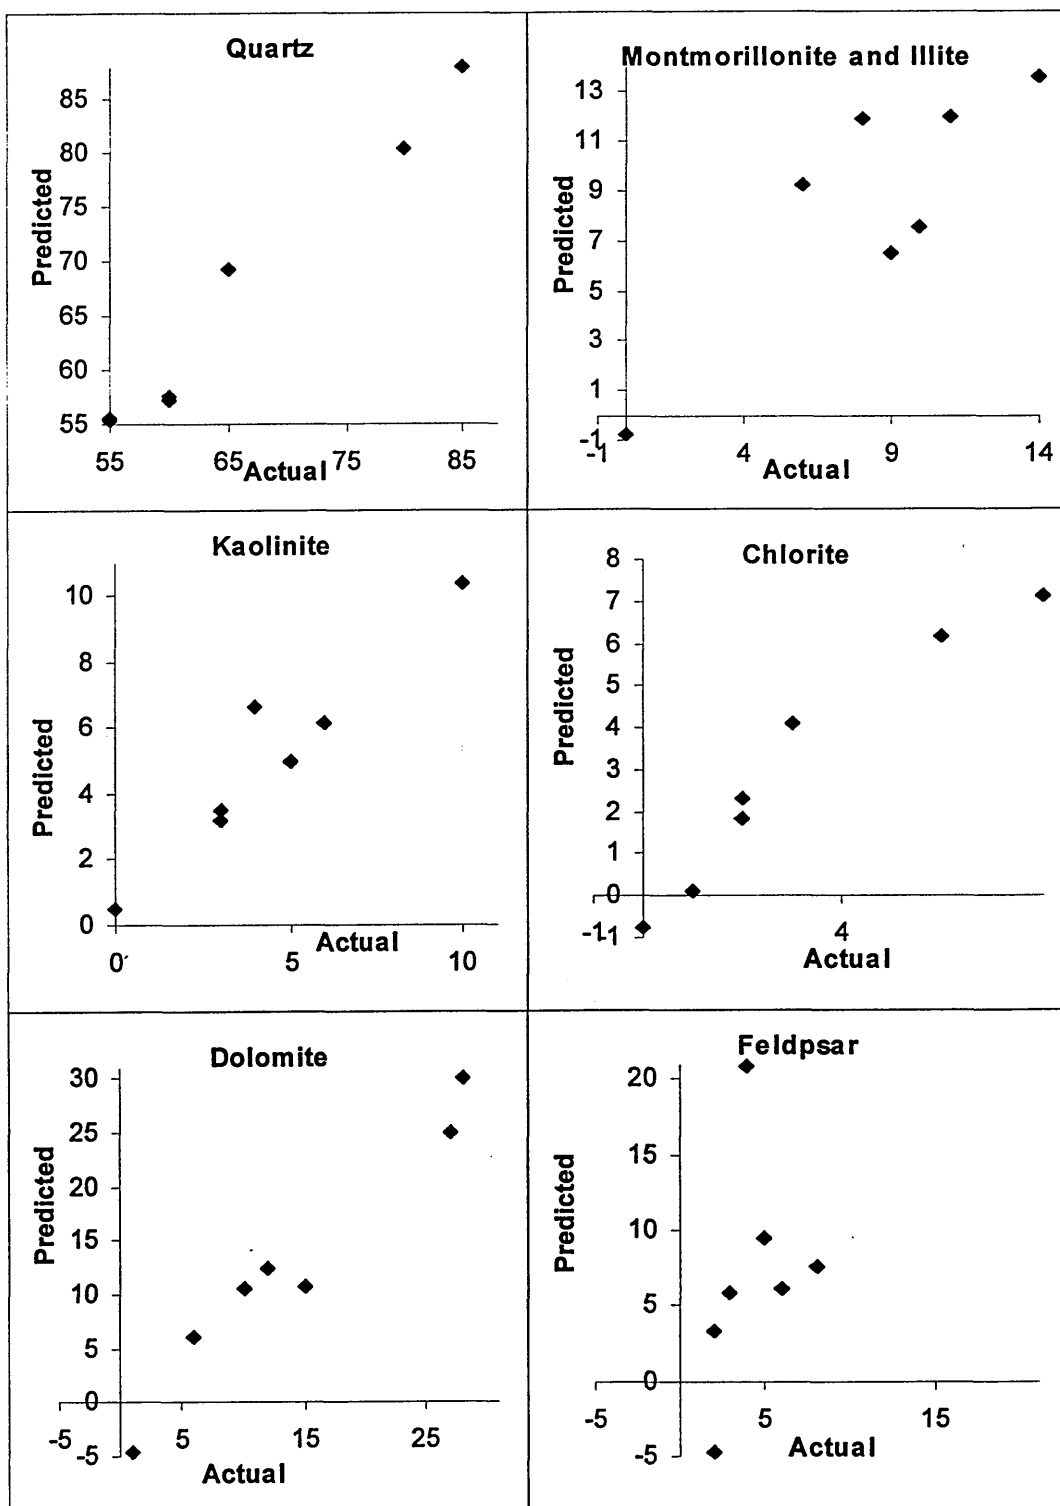 Quartz
85
80
75
70
65
60
55
Predicted
55 65 75 85
Actual
Montmorillonite and Illite
13
11
9
7
5
3
1
-1
Predicted
-1 4 9 14
Actual
Kaolinite
10
8
6
4
2
0
Predicted
0 5 10
Actual
Chlorite
8
7
6
5
4
3
2
1
0
-1
Predicted
-1 4
Actual
Dolomite
30
25
20
15
10
5
0
-5
Predicted
-5 5 15 25
Actual
Feldpsar
20
15
10
5
0
-5
Predicted
-5 5 15
Actual